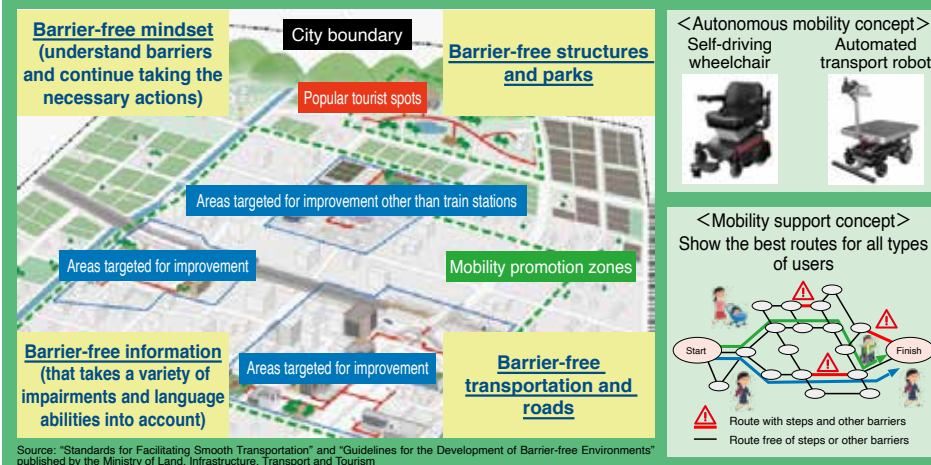 Barrier-free mindset
(understand barriers
and continue taking the
necessary actions)
City boundary
Popular tourist spots
Barrier-free structures
and parks
Areas targeted for improvement other than train stations
Areas targeted for improvement
Mobility promotion zones
Barrier-free information
(that takes a variety of
impairments and language
abilities into account)
Areas targeted for improvement
Barrier-free
transportation and
roads
Source: “Standards for Facilitating Smooth Transportation” and “Guidelines for the Development of Barrier-free Environments”
published by the Ministry of Land, Infrastructure, Transport and Tourism
<Autonomous mobility concept>
Self-driving
wheelchair
Automated
transport robot
<Mobility support concept>
Show the best routes for all types
of users
Start
Finish
Route with steps and other barriers
Route free of steps or other barriers